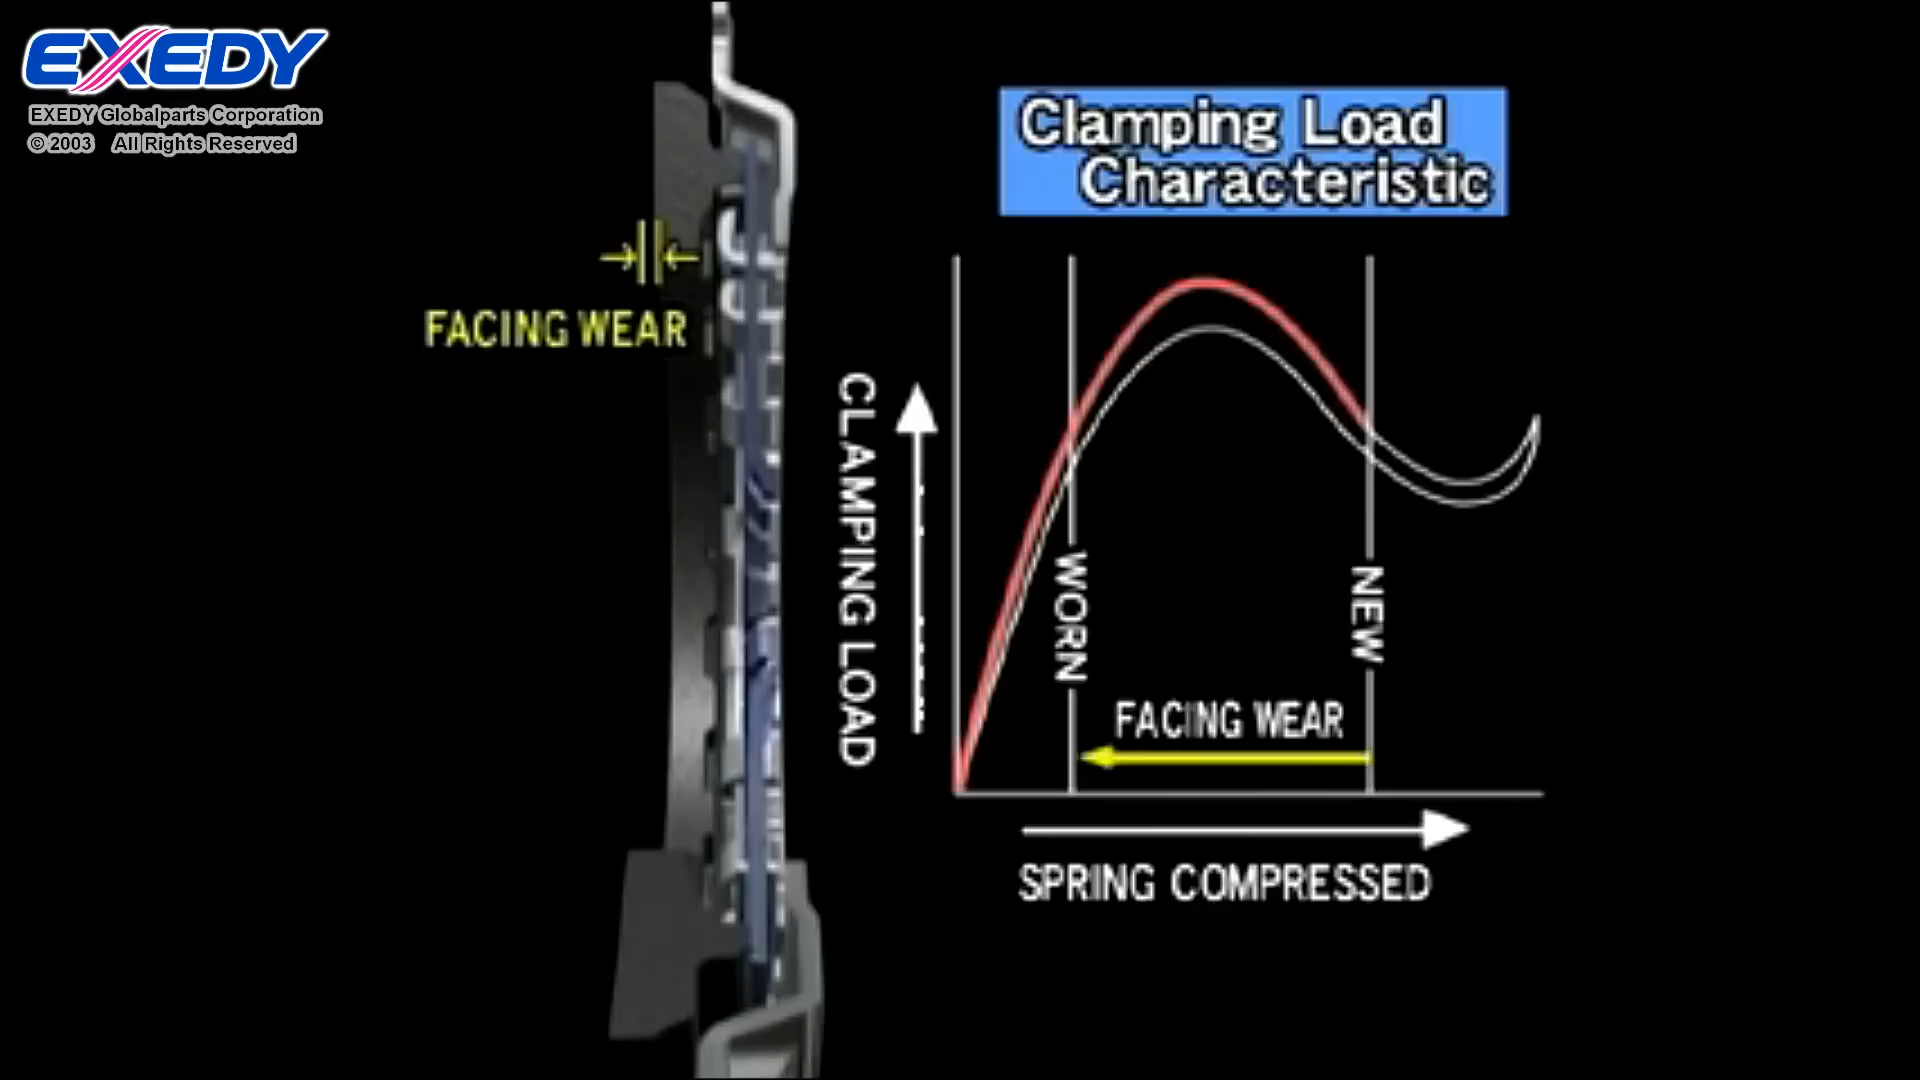 EXEDY
EXEDY Globalparts Corporation
© 2003 All Rights Reserved
Clamping Load
Characteristic
FACING WEAR
CLAMPING LOAD
WORN
NEW
FACING WEAR
SPRING COMPRESSED